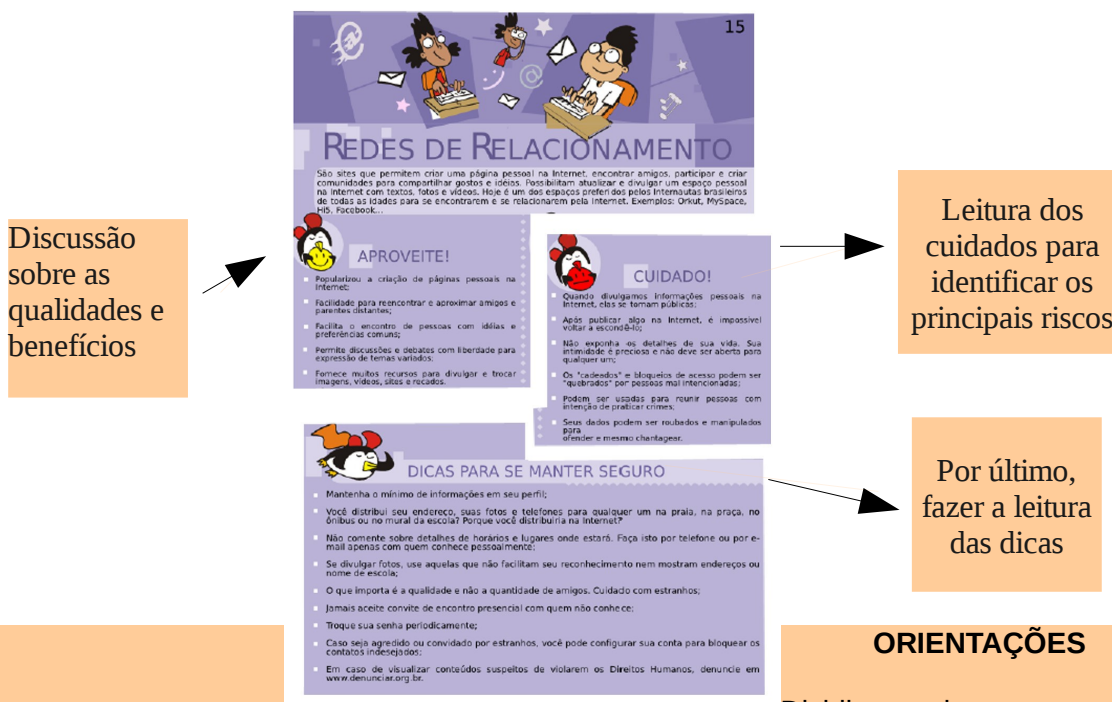 15
REDES DE RELACIONAMENTO
São sites que permitem criar uma página pessoal na Internet, encontrar amigos, participar e criar
comunidades para compartilhar gostos e idéias. Possibilitam atualizar e divulgar um espaço pessoal
na Internet com textos, fotos e vídeos. Hoje é um dos espaços preferidos pelos Internautas brasileiros
de todas as idades para se encontrarem e se relacionarem pela Internet. Exemplos: Orkut, MySpace,
Hi5, Facebook...
Discussão
sobre as
qualidades e
benefícios
APROVEITE!
Popularizou a criação de páginas pessoais na
Internet;
Facilidade para reencontrar e aproximar amigos e
parentes distantes;
Facilita o encontro de pessoas com idéias e
preferências comuns;
Permite discussões e debates com liberdade para
expressão de temas variados;
Fornece muitos recursos para divulgar e trocar
imagens, vídeos, sites e recados.
CUIDADO!
Quando divulgamos informações pessoais na
Internet, elas se tornam públicas;
Após publicar algo na Internet, é impossível
voltar a escondê-lo;
Não exponha os detalhes de sua vida. Sua
intimidade é preciosa e não deve ser aberta para
qualquer um;
Os "cadeados" e bloqueios de acesso podem ser
"quebrados" por pessoas mal intencionadas;
Podem ser usadas para reunir pessoas com
intenção de praticar crimes;
Seus dados podem ser roubados e manipulados
para
ofender e mesmo chantagear.
Leitura dos
cuidados para
identificar os
principais riscos
DICAS PARA SE MANTER SEGURO
Mantenha o mínimo de informações em seu perfil;
Você distribui seu endereço, suas fotos e telefones para qualquer um na praia, na praça, no
ônibus ou no mural da escola? Porque você distribuiria na Internet?
Não comente sobre detalhes de horários e lugares onde estará. Faça isto por telefone ou por e-
mail apenas com quem conhece pessoalmente;
Se divulgar fotos, use aquelas que não facilitam seu reconhecimento nem mostram endereços ou
nome de escola;
O que importa é a qualidade e não a quantidade de amigos. Cuidado com estranhos;
Jamais aceite convite de encontro presencial com quem não conhece;
Troque sua senha periodicamente;
Caso seja agredido ou convidado por estranhos, você pode configurar sua conta para bloquear os
contatos indesejados;
Em caso de visualizar conteúdos suspeitos de violarem os Direitos Humanos, denuncie em
www.denunciar.org.br.
Por último,
fazer a leitura
das dicas
ORIENTAÇÕES